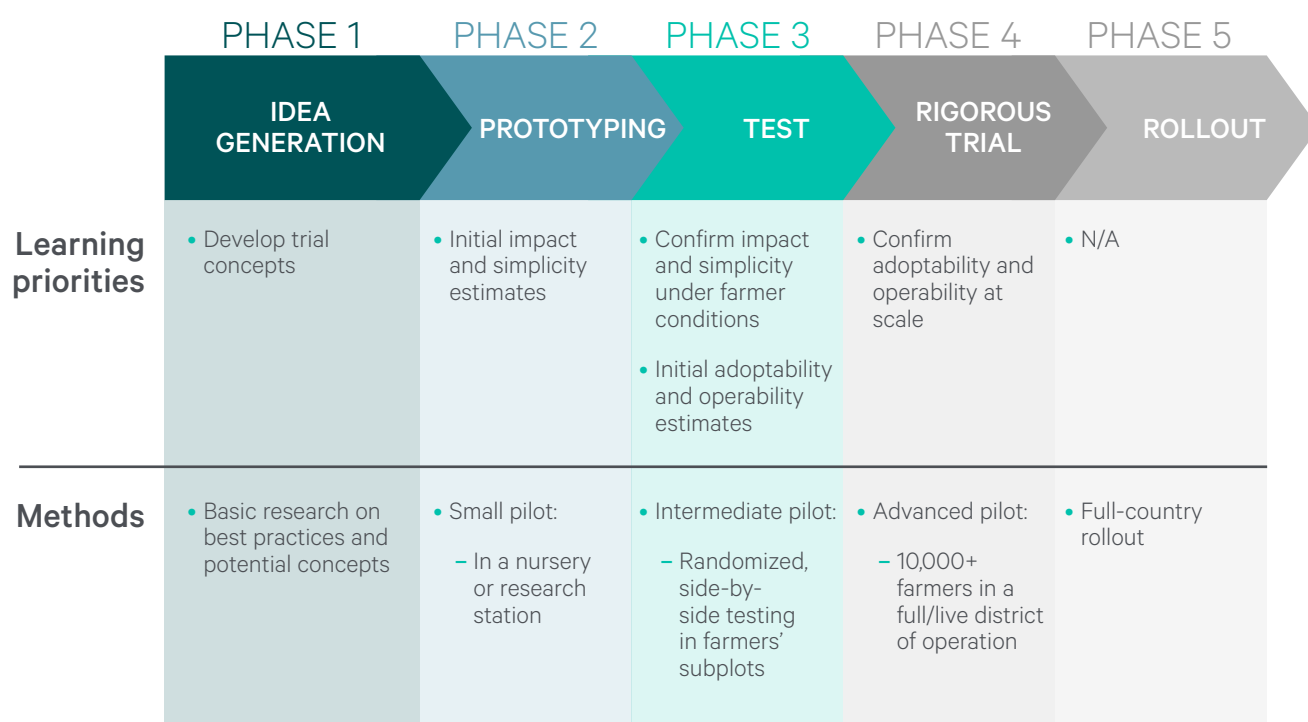 PHASE 1
PHASE 2
PHASE 3
PHASE 4
PHASE 5
IDEA
GENERATION
PROTOTYPING
TEST
RIGOROUS
TRIAL
ROLLOUT
Learning
priorities
• Develop trial
concepts
• Initial impact
and simplicity
estimates
• Confirm impact
and simplicity
under farmer
conditions
• Initial adoptability
and operability
estimates
• Confirm
adoptability and
operability at
scale
• N/A
Methods
• Basic research on
best practices and
potential concepts
• Small pilot:
– In a nursery
or research
station
• Intermediate pilot:
– Randomized,
side-by-
side testing
in farmers’
subplots
• Advanced pilot:
– 10,000+
farmers in a
full/live district
of operation
• Full-country
rollout